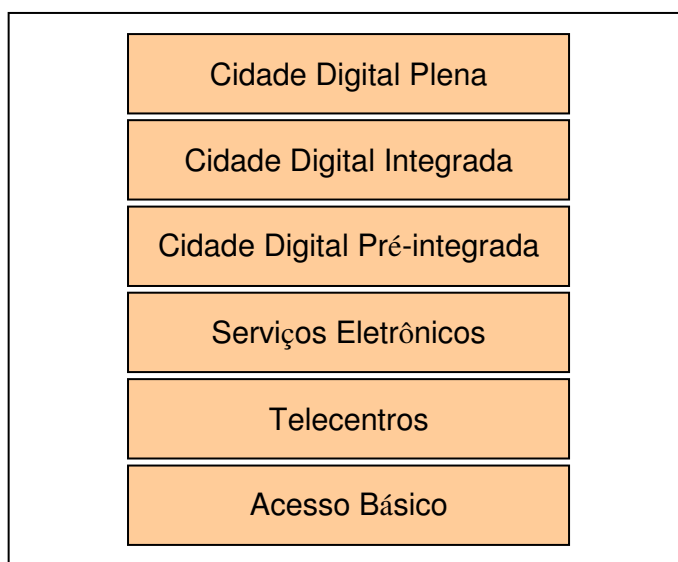 Cidade Digital Plena
Cidade Digital Integrada
Cidade Digital Pré-integrada
Serviços Eletrônicos
Telecentros
Acesso Básico